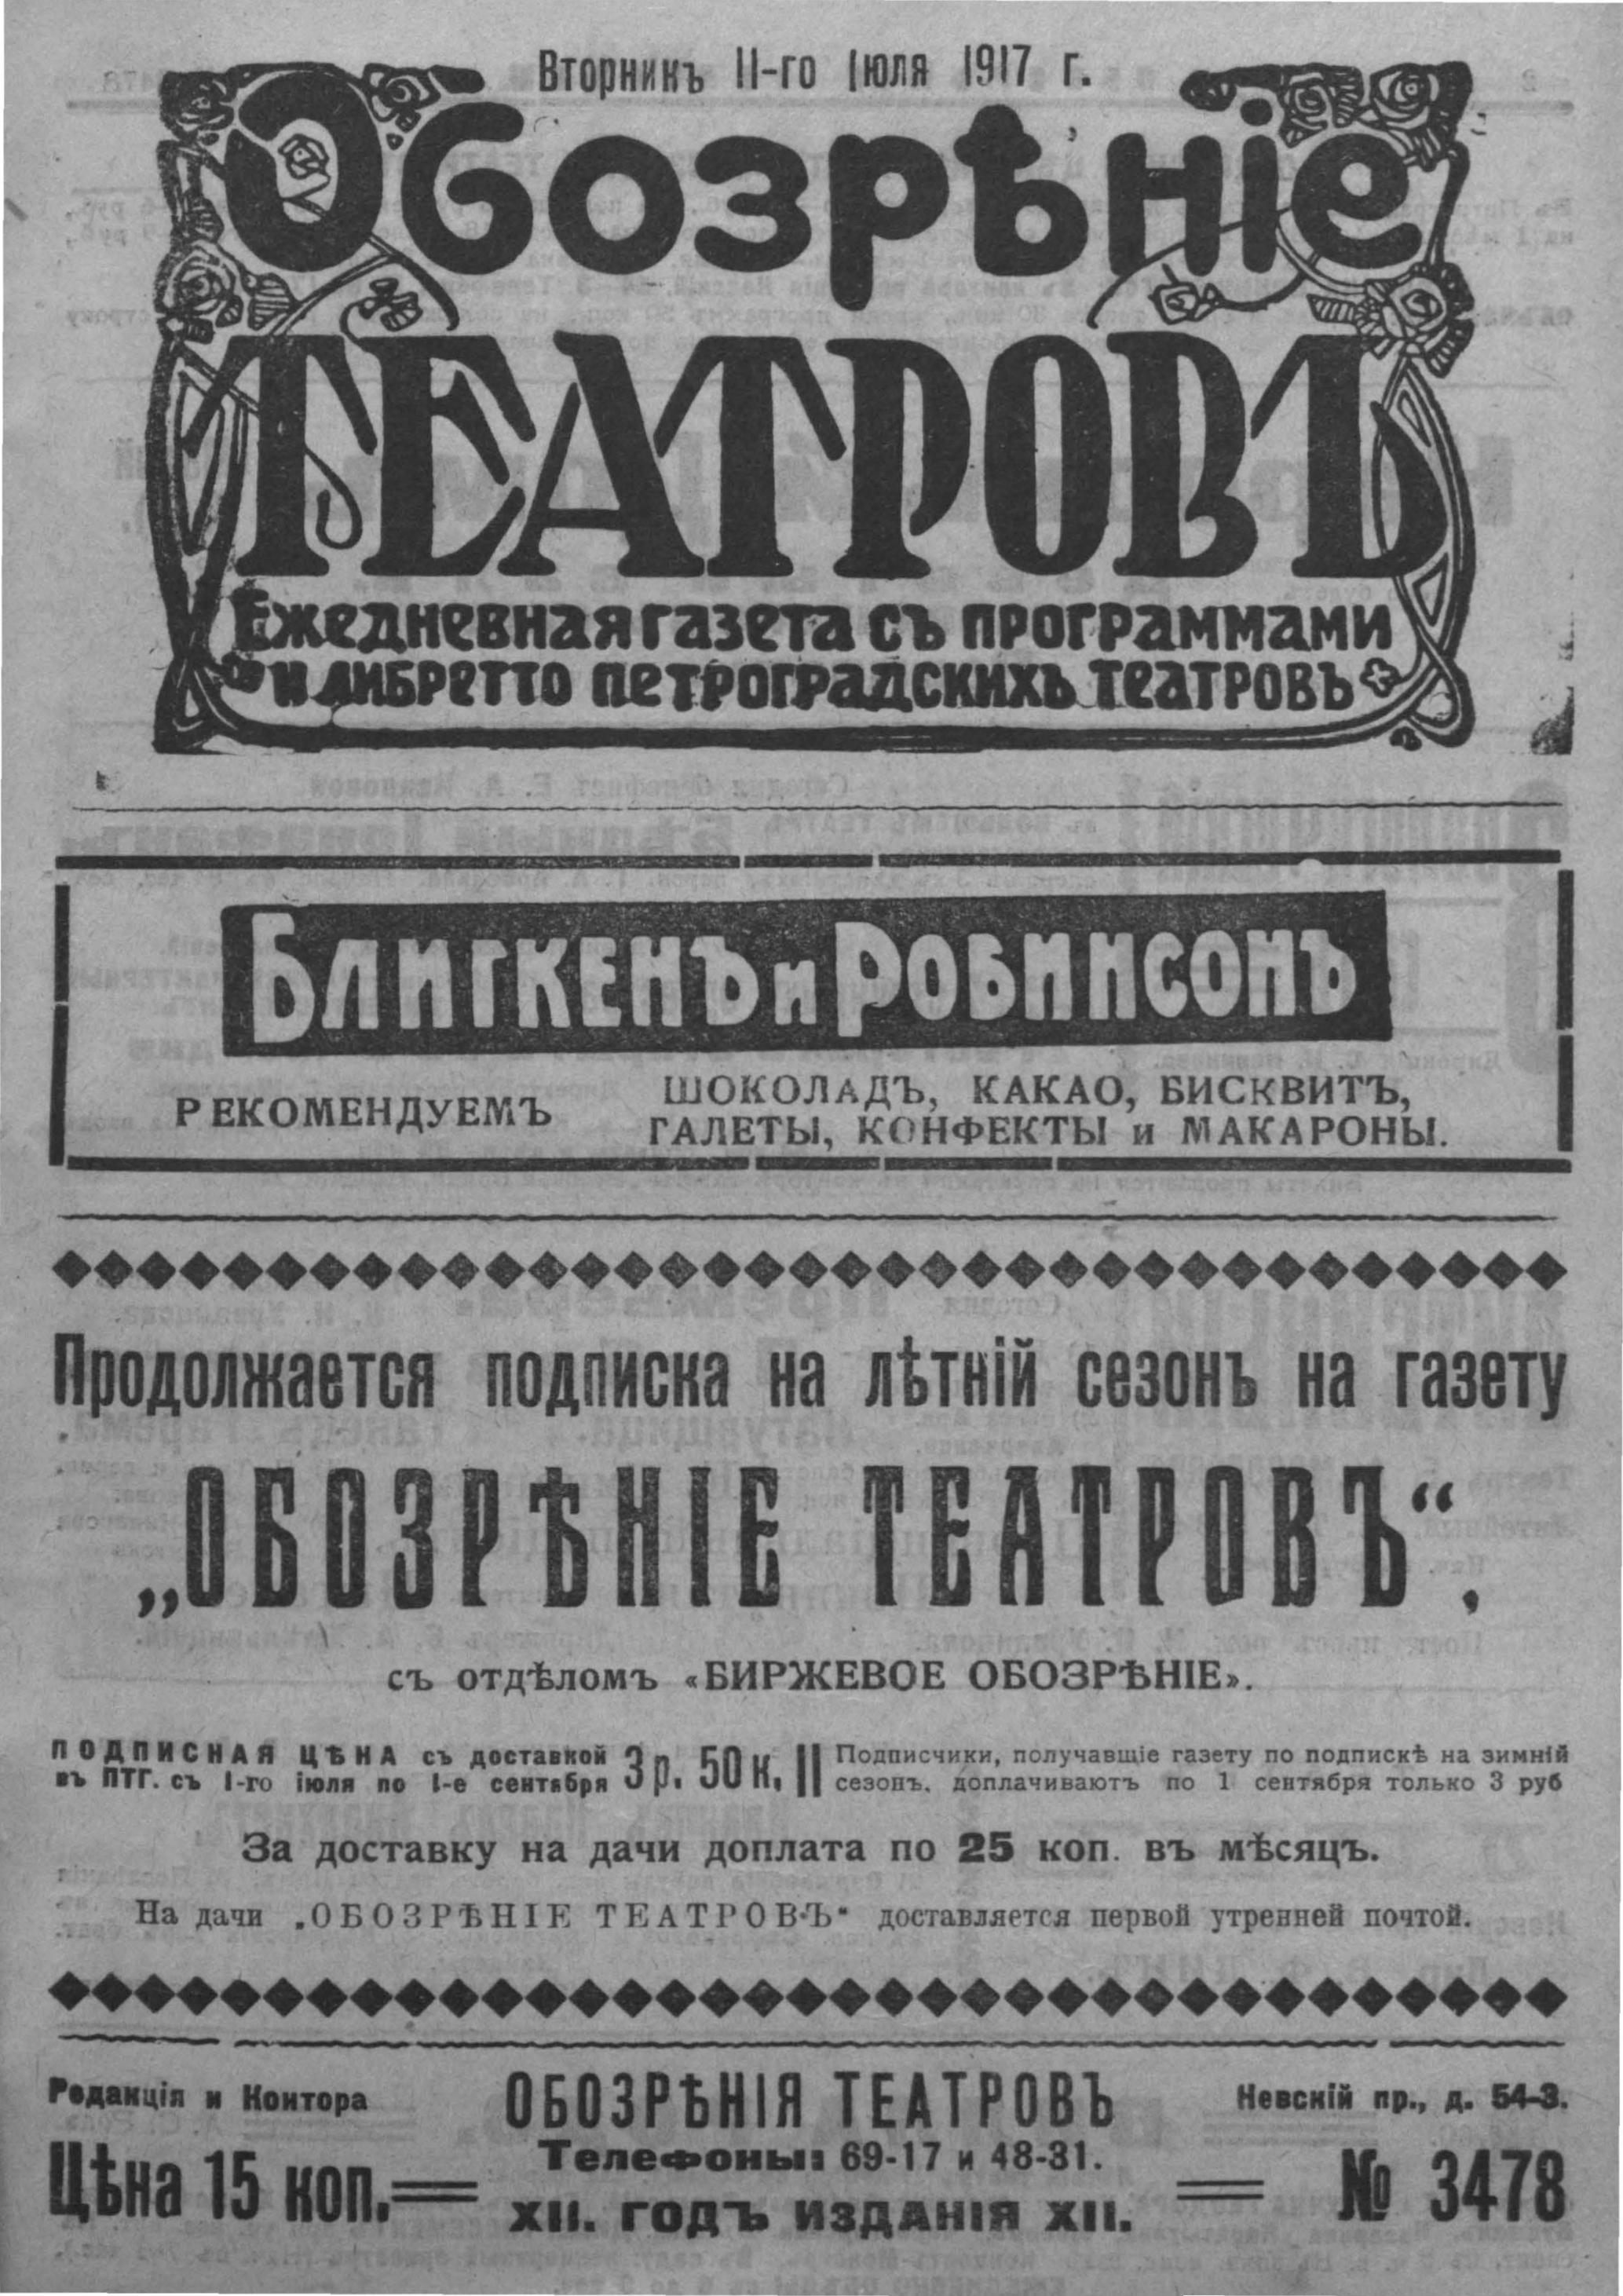 Вторникъ 11-го Іюля 1917 г.
Обозрѣніе
ТЕАТРОВЪ
Ежедневная газета съ программами
и либретто петроградскихъ театровъ
БЛИГКЕНЪ и РОБИНСОНЪ
РЕКОМЕНДУЕМЪ
ШОКОЛАДЪ, КАКАО, БИСКВИТЪ,
ГАЛЕТЫ, КОНФЕКТЫ и МАКАРОНЫ.
Продолжается подписка на лѣтній сезонъ на газету
„ОБОЗРѢНІЕ ТЕАТРОВЪ“.
съ отдѣломъ «БИРЖЕВОЕ ОБОЗРѢНІЕ».
ПОДПИСНАЯ ЦѢНА съ доставкой
въ ПТГ. съ 1-го іюля по 1-е сентября
3 р. 50 к.
Подписчики, получавщіе газету по подпискѣ на зимній
сезонъ. доплачиваютъ по 1 сентября только 3 руб
За доставку на дачи доплата по 25 коп. въ мѣсяцъ.
На дачи „ОБОЗРѢНІЕ ТЕАТРОВЪ“ доставляется первой утренней почтой.
Редакція и Контора
ОБОЗРѢНІЯ ТЕАТРОВЪ
Невскій пр., д. 54-3.
Цѣна 15 коп.
Телефоны: 69-17 и 48-31.
XII. ГОДЪ ИЗДАНІЯ XII.
№ 3478